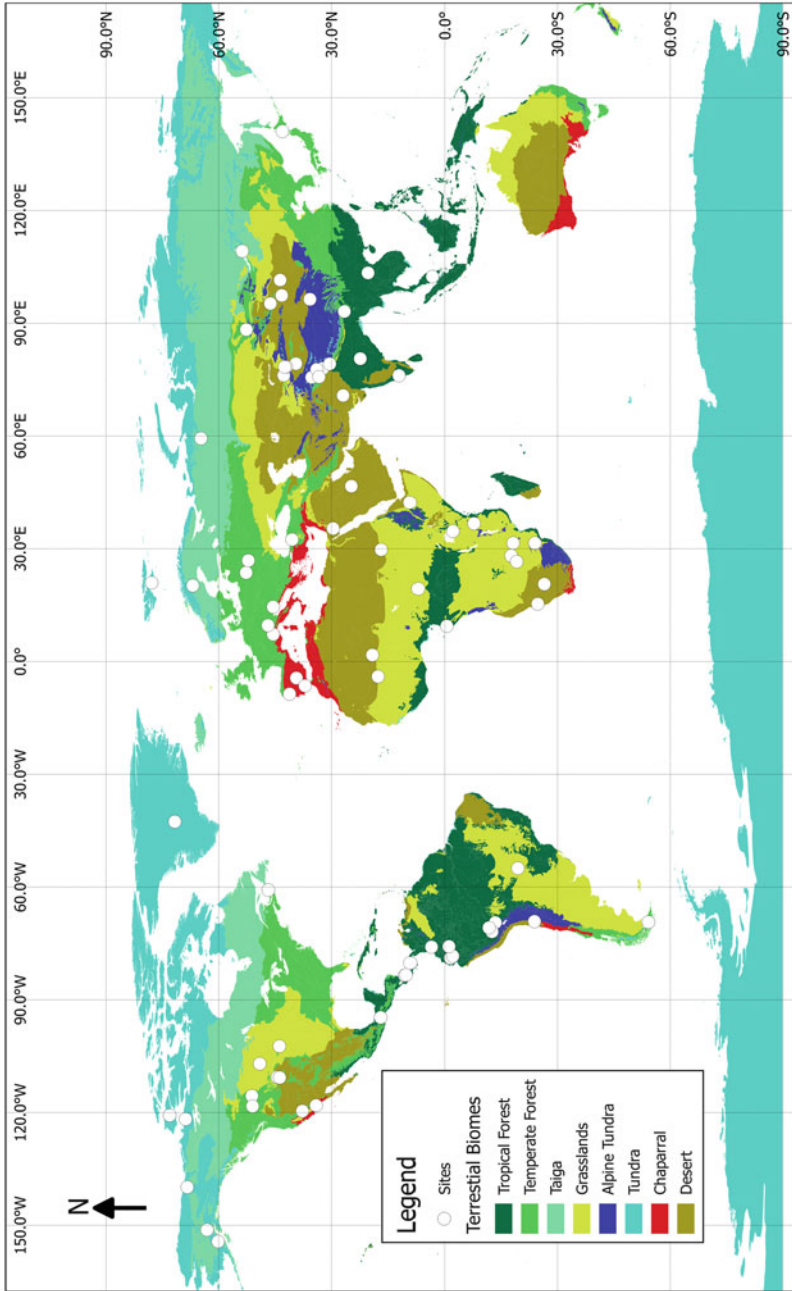 150.0°W
120.0°W
90.0°W
60.0°W
30.0°W
0.0°
30.0°E
60.0°E
90.0°E
120.0°E
150.0°E
N
90.0°N
60.0°N
30.0°N
0.0°
30.0°S
60.0°S
90.0°S
Legend
Sites
Terrestial Biomes
Tropical Forest
Temperate Forest
Taiga
Grasslands
Alpine Tundra
Tundra
Chaparral
Desert